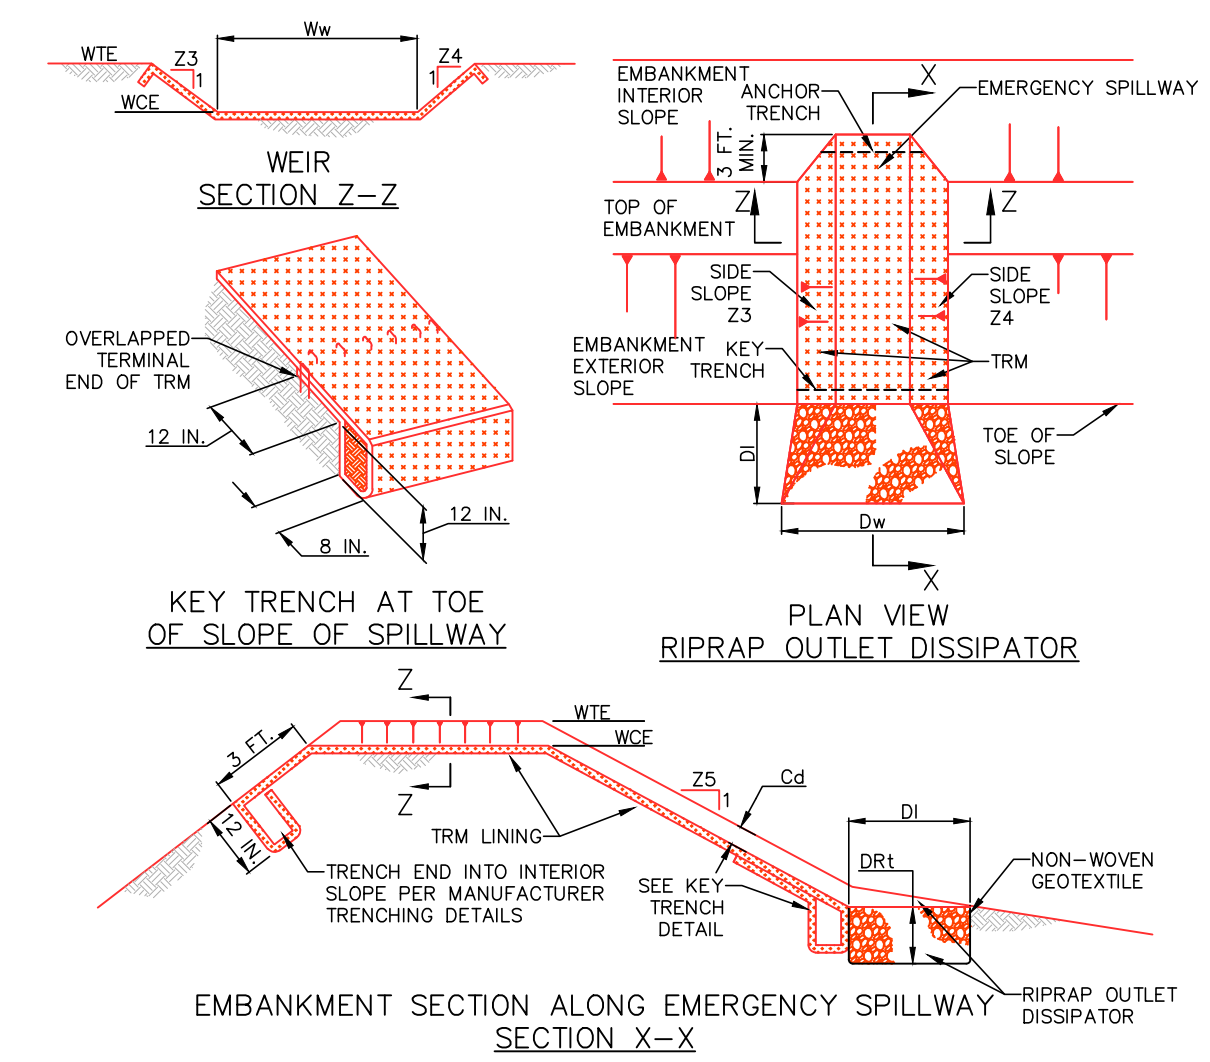 Ww
WTE
Z3
1
Z4
1
WCE
WEIR
SECTION Z-Z
OVERLAPPED
TERMINAL
END OF TRM
12 IN.
12 IN.
8 IN.
KEY TRENCH AT TOE
OF SLOPE OF SPILLWAY
EMBANKMENT
INTERIOR
SLOPE
ANCHOR
TRENCH
X
EMERGENCY SPILLWAY
3 FT.
MIN.
Z
Z
TOP OF
EMBANKMENT
SIDE
SLOPE
Z3
SIDE
SLOPE
Z4
EMBANKMENT
EXTERIOR
SLOPE
KEY
TRENCH
TRM
DI
TOE OF
SLOPE
Dw
X
PLAN VIEW
RIPRAP OUTLET DISSIPATOR
Z
WTE
WCE
3 FT.
Z
Z5
1
Cd
12 IN.
TRM LINING
DI
DRt
TRENCH END INTO INTERIOR
SLOPE PER MANUFACTURER
TRENCHING DETAILS
SEE KEY
TRENCH
DETAIL
NON-WOVEN
GEOTEXTILE
RIPRAP OUTLET
DISSIPATOR
EMBANKMENT SECTION ALONG EMERGENCY SPILLWAY
SECTION X-X